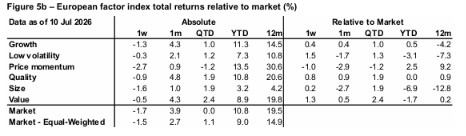 Figure 5b – European factor index total returns relative to market (%)
Data as of 10 Jul 2026 Absolute Relative to Market
1w 1m QTD YTD 12m 1w 1m QTD YTD 12m
Growth -1.3 4.3 1.0 11.3 14.5 0.4 0.4 1.0 0.5 -4.2
Low volatility -0.3 2.1 1.2 7.3 10.8 1.5 -1.7 1.3 -3.1 -7.3
Price momentum -2.7 0.9 -1.2 13.5 30.6 -1.0 -2.9 -1.2 2.5 9.2
Quality -0.9 4.8 1.9 10.8 20.6 0.8 0.9 1.9 0.0 0.9
Size -1.6 1.0 1.9 3.2 4.2 0.2 -2.7 1.9 -6.9 -12.8
Value -0.5 4.3 2.4 8.9 19.8 1.3 0.5 2.4 -1.7 0.2
Market -1.7 3.9 0.0 10.8 19.5
Market - Equal-Weighted -1.5 2.7 1.1 9.0 14.9